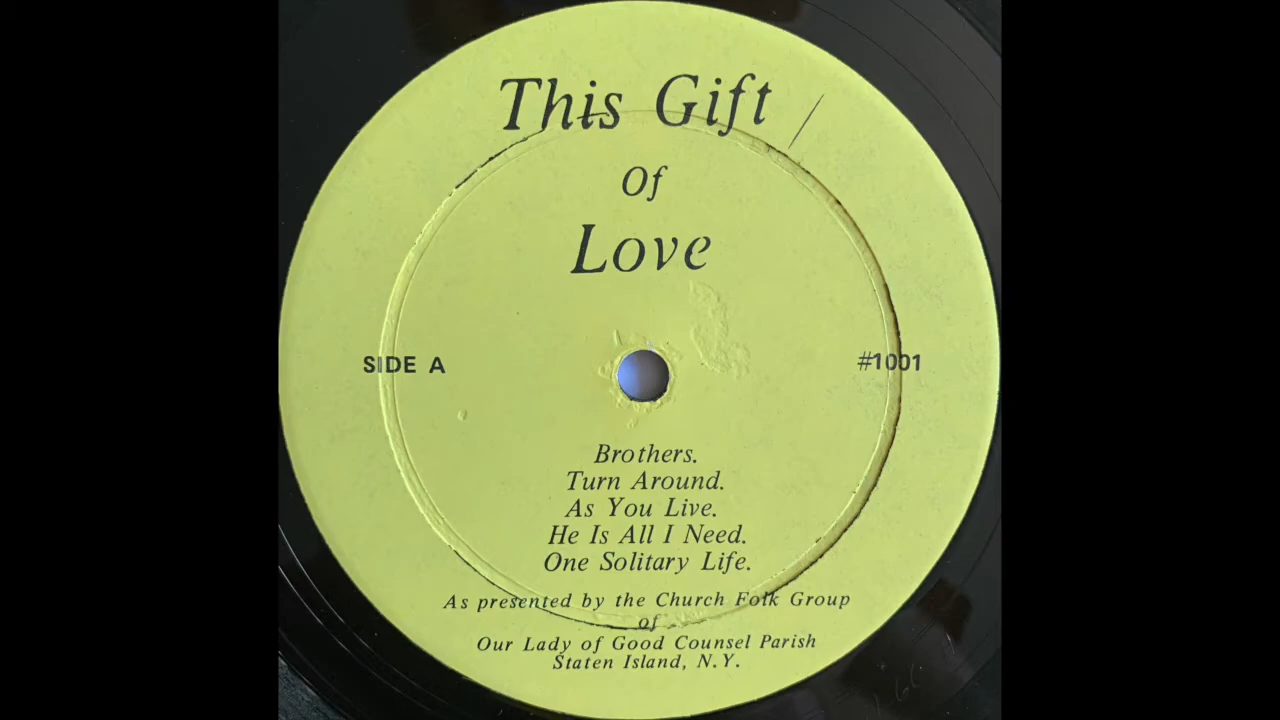 This Gift
Of
Love
SIDE A
#1001
Brothers.
Turn Around.
As You Live.
He Is All I Need.
One Solitary Life.
As presented by the Church Folk Group
of
Our Lady of Good Counsel Parish
Staten Island, N.Y.